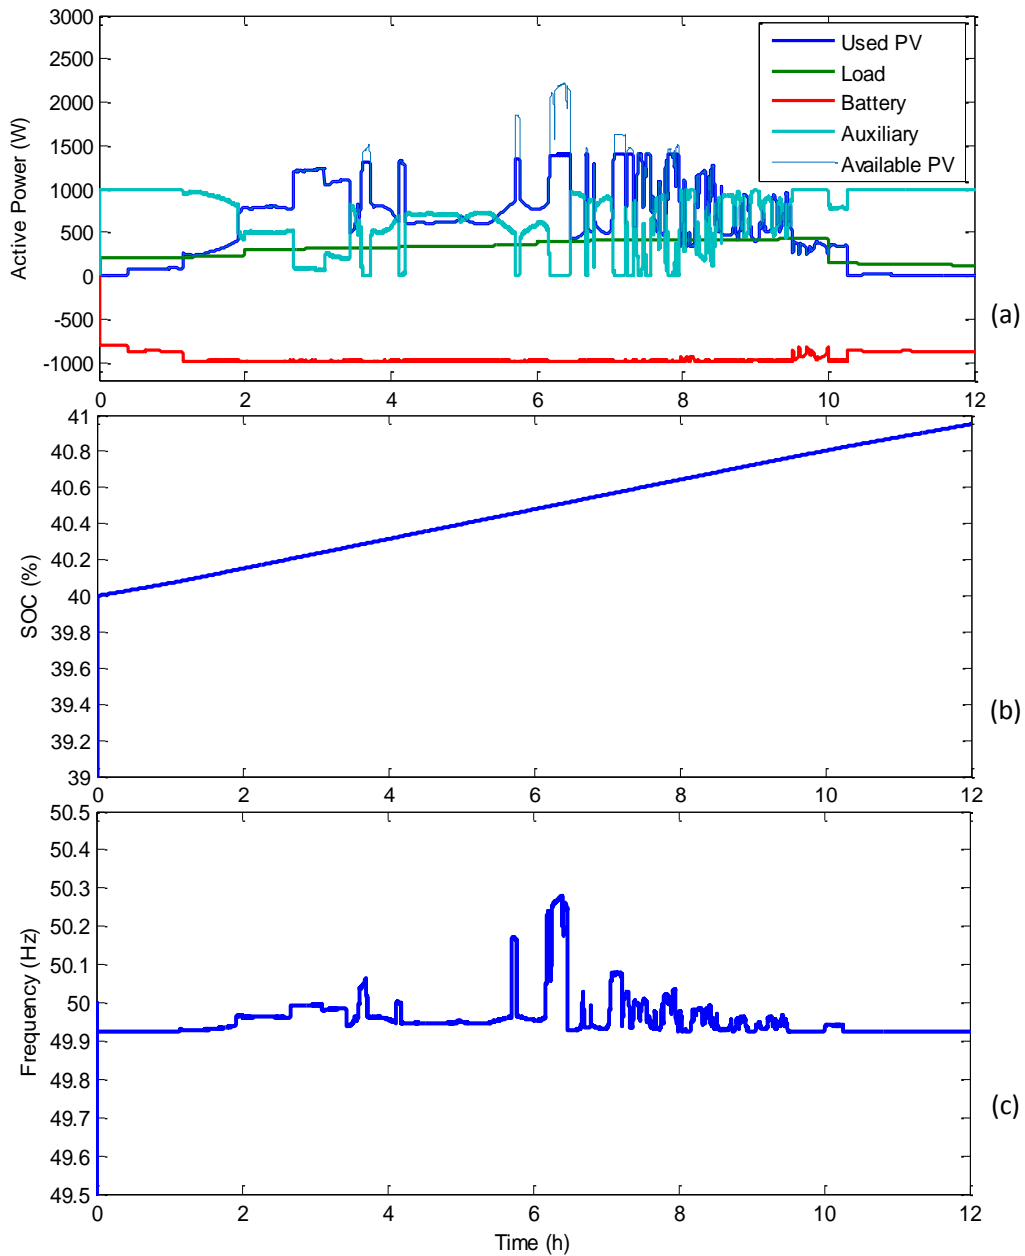 3000
2500
2000
1500
1000
500
0
-500
-1000
Active Power (W)
Used PV
Load
Battery
Auxiliary
Available PV
0 2 4 6 8 10 12
(a)
41
40.8
40.6
40.4
40.2
40
39.8
39.6
39.4
39.2
39
SOC (%)
0 2 4 6 8 10 12
(b)
50.5
50.4
50.3
50.2
50.1
50
49.9
49.8
49.7
49.6
49.5
Frequency (Hz)
0 2 4 6 8 10 12
Time (h)
(c)